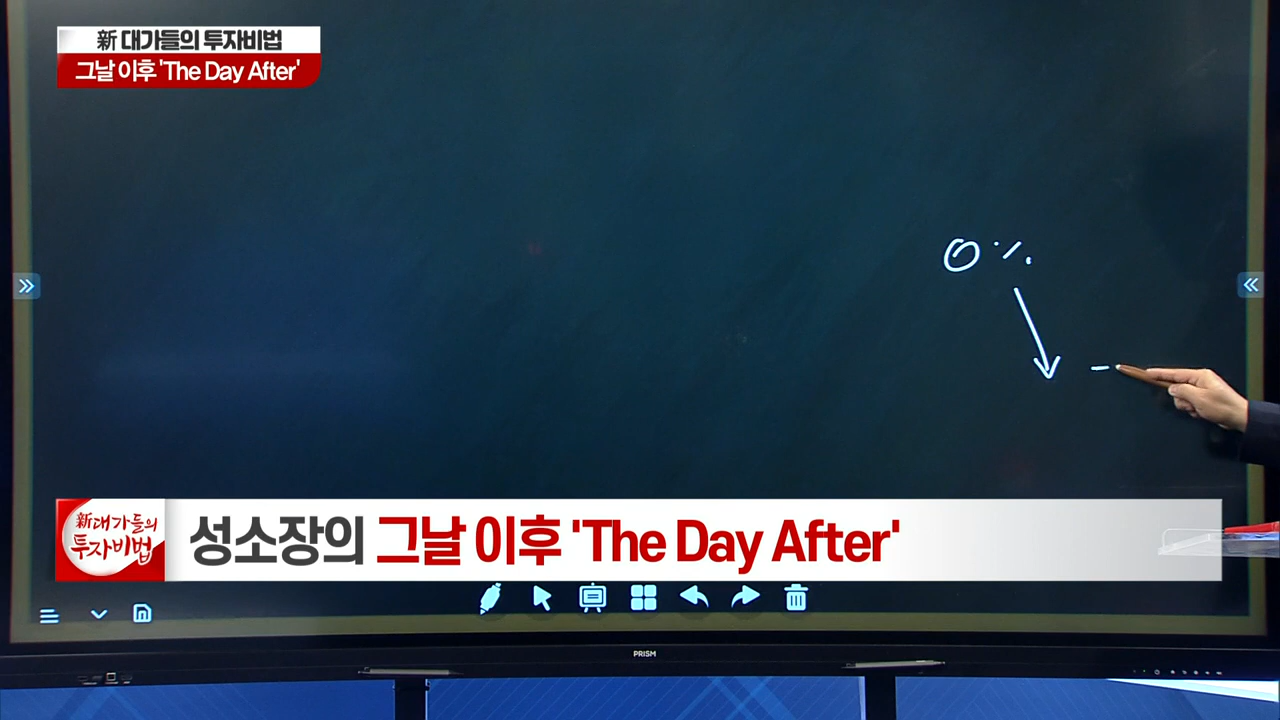 新 대가들의 투자비법
그날 이후 'The Day After'
0%
新대가들의
투자비법
성소장의 그날 이후 'The Day After'
PRISM